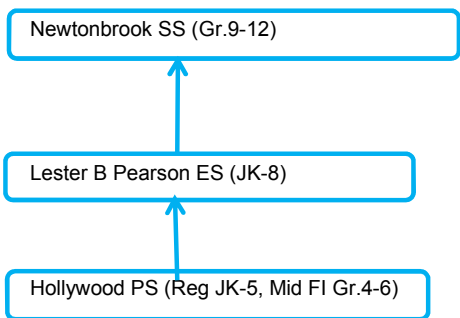 Newtonbrook SS (Gr.9-12)
Lester B Pearson ES (JK-8)
Hollywood PS (Reg JK-5, Mid FI Gr.4-6)